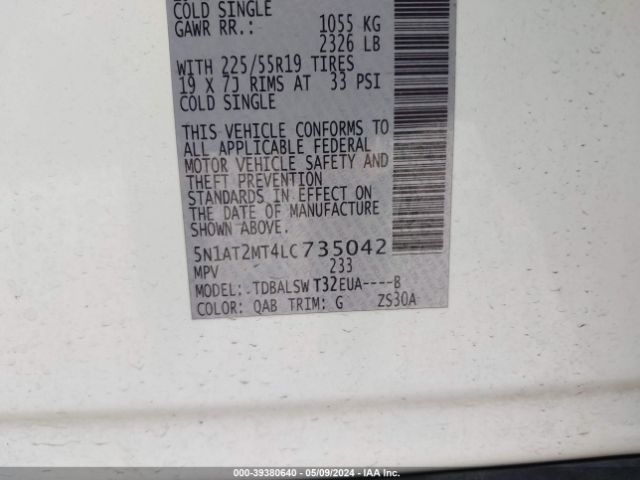 COLD SINGLE
GAWR RR.: 1055 KG
2326 LB
WITH 225/55R19 TIRES
19 X 7J RIMS AT 33 PSI
COLD SINGLE
THIS VEHICLE CONFORMS TO
ALL APPLICABLE FEDERAL
MOTOR VEHICLE SAFETY AND
THEFT PREVENTION
STANDARDS IN EFFECT ON
THE DATE OF MANUFACTURE
SHOWN ABOVE.
5N1AT2MT4LC735042
MPV 233
MODEL: TDBALSW T32EUA----B
COLOR: QAB TRIM: G ZS30A
000-39380640 - 05/09/2024 - IAA Inc.